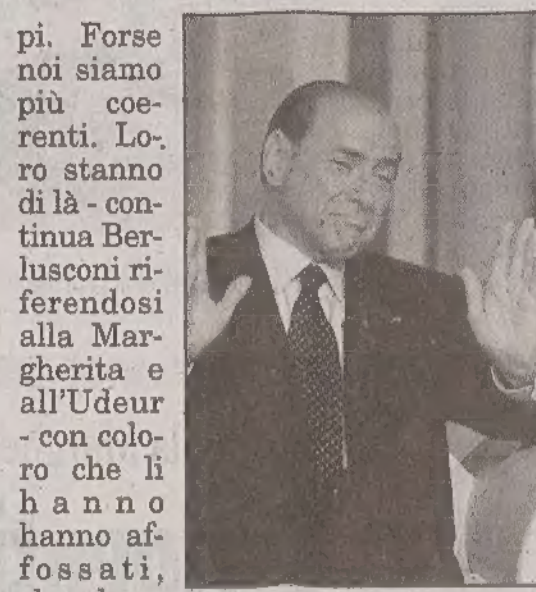 pi. Forse
noi siamo
più coe-
renti. Lo-
ro stanno
di là - con-
tinua Ber-
lusconi ri-
ferendosi
alla Mar-
gherita e
all'Udeur
- con colo-
ro che li
hanno
hanno af-
fossati,